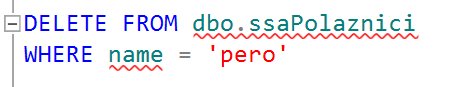 DELETE FROM dbo.ssaPolaznici
WHERE name = 'pero'